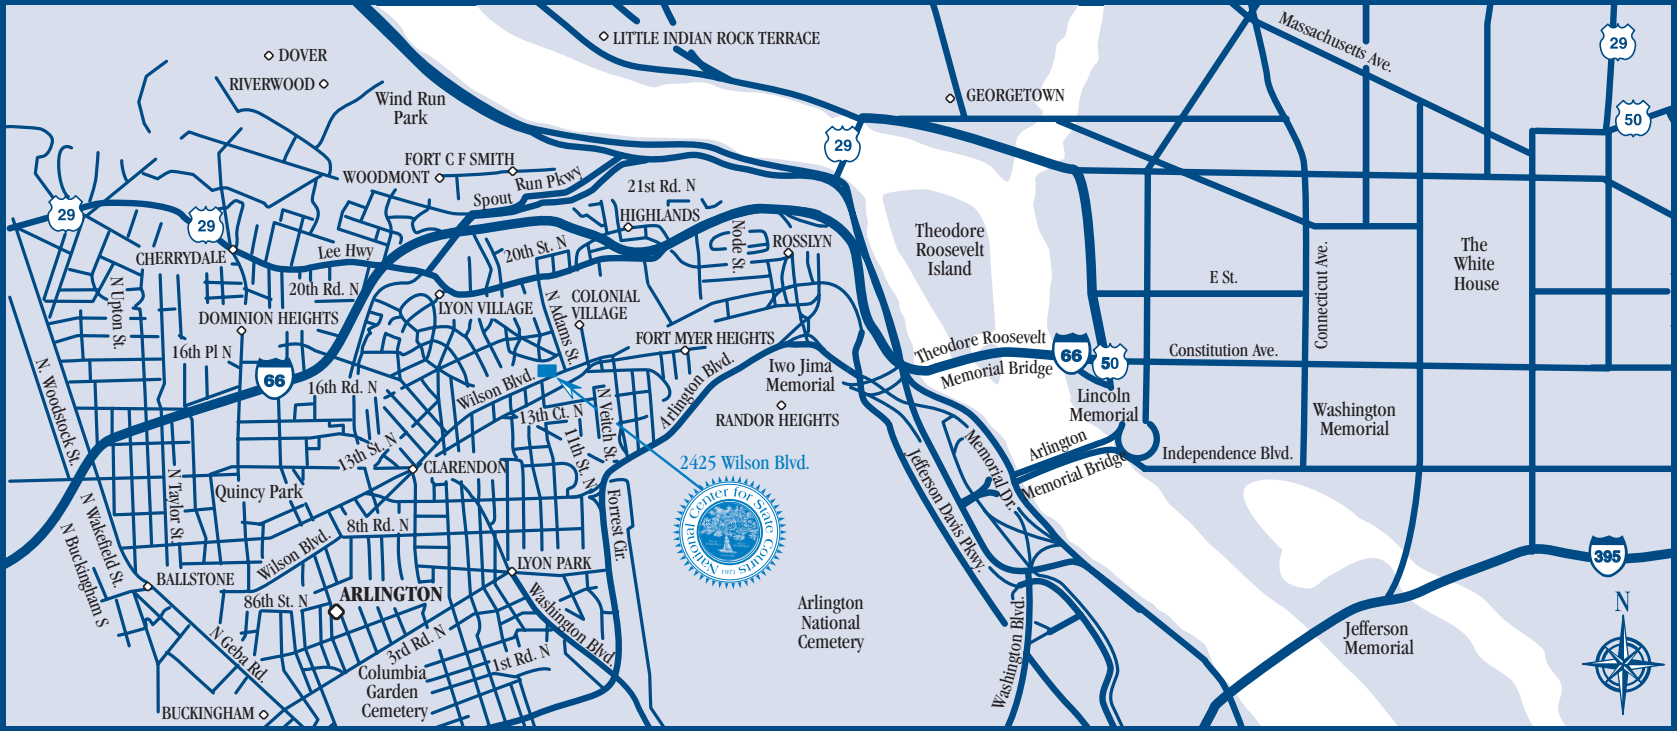 DOVER
RIVERWOOD
Wind Run
Park
LITTLE INDIAN ROCK TERRACE
GEORGETOWN
Massachusetts Ave.
29
50
29
FORT C F SMITH
WOODMONT
Spout Run Pkwy
21st Rd. N
HIGHLANDS
29
29
CHERRYDALE
Lee Hwy
20th St. N
Node St.
ROSSLYN
Theodore
Roosevelt
Island
The
White
House
E St.
Connecticut Ave.
20th Rd. N
N Upton St.
DOMINION HEIGHTS
LYON VILLAGE
N Adams St.
COLONIAL
VILLAGE
FORT MYER HEIGHTS
16th Pl N
66
16th Rd. N
Wilson Blvd.
Arlington Blvd.
Iwo Jima
Memorial
Theodore Roosevelt
Memorial Bridge
66
50
Constitution Ave.
N. Woodstock St.
13th Ct. N
N Veitch St.
11th St. N
RANDOR HEIGHTS
Lincoln
Memorial
Washington
Memorial
13th St. N
CLARENDON
2425 Wilson Blvd.
Arlington
Memorial Bridge
Independence Blvd.
Memorial Dr.
Jefferson Davis Pkwy.
N Taylor St.
Quincy Park
N Wakefield St.
N Buckingham S
8th Rd. N
Wilson Blvd.
Forrest Cir.
National Center for State Courts
1971
LYON PARK
BALLSTONE
ARLINGTON
86th St. N
Washington Blvd.
Arlington
National
Cemetery
Washington Blvd.
395
N
Jefferson
Memorial
N Geba Rd.
3rd Rd. N
1st Rd. N
Columbia
Garden
Cemetery
BUCKINGHAM